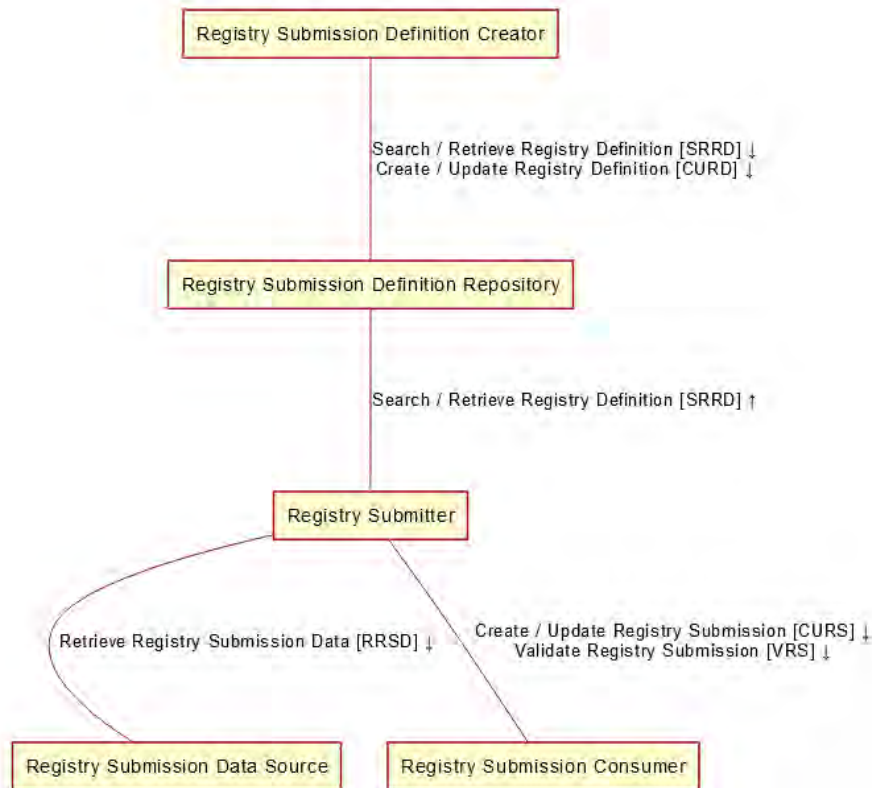 Registry Submission Definition Creator
Search / Retrieve Registry Definition [SRRD] ↓
Create / Update Registry Definition [CURD] ↓
Registry Submission Definition Repository
Search / Retrieve Registry Definition [SRRD] ↑
Registry Submitter
Retrieve Registry Submission Data [RRSD] ↓
Create / Update Registry Submission [CURS] ↓
Validate Registry Submission [VRS] ↓
Registry Submission Data Source
Registry Submission Consumer